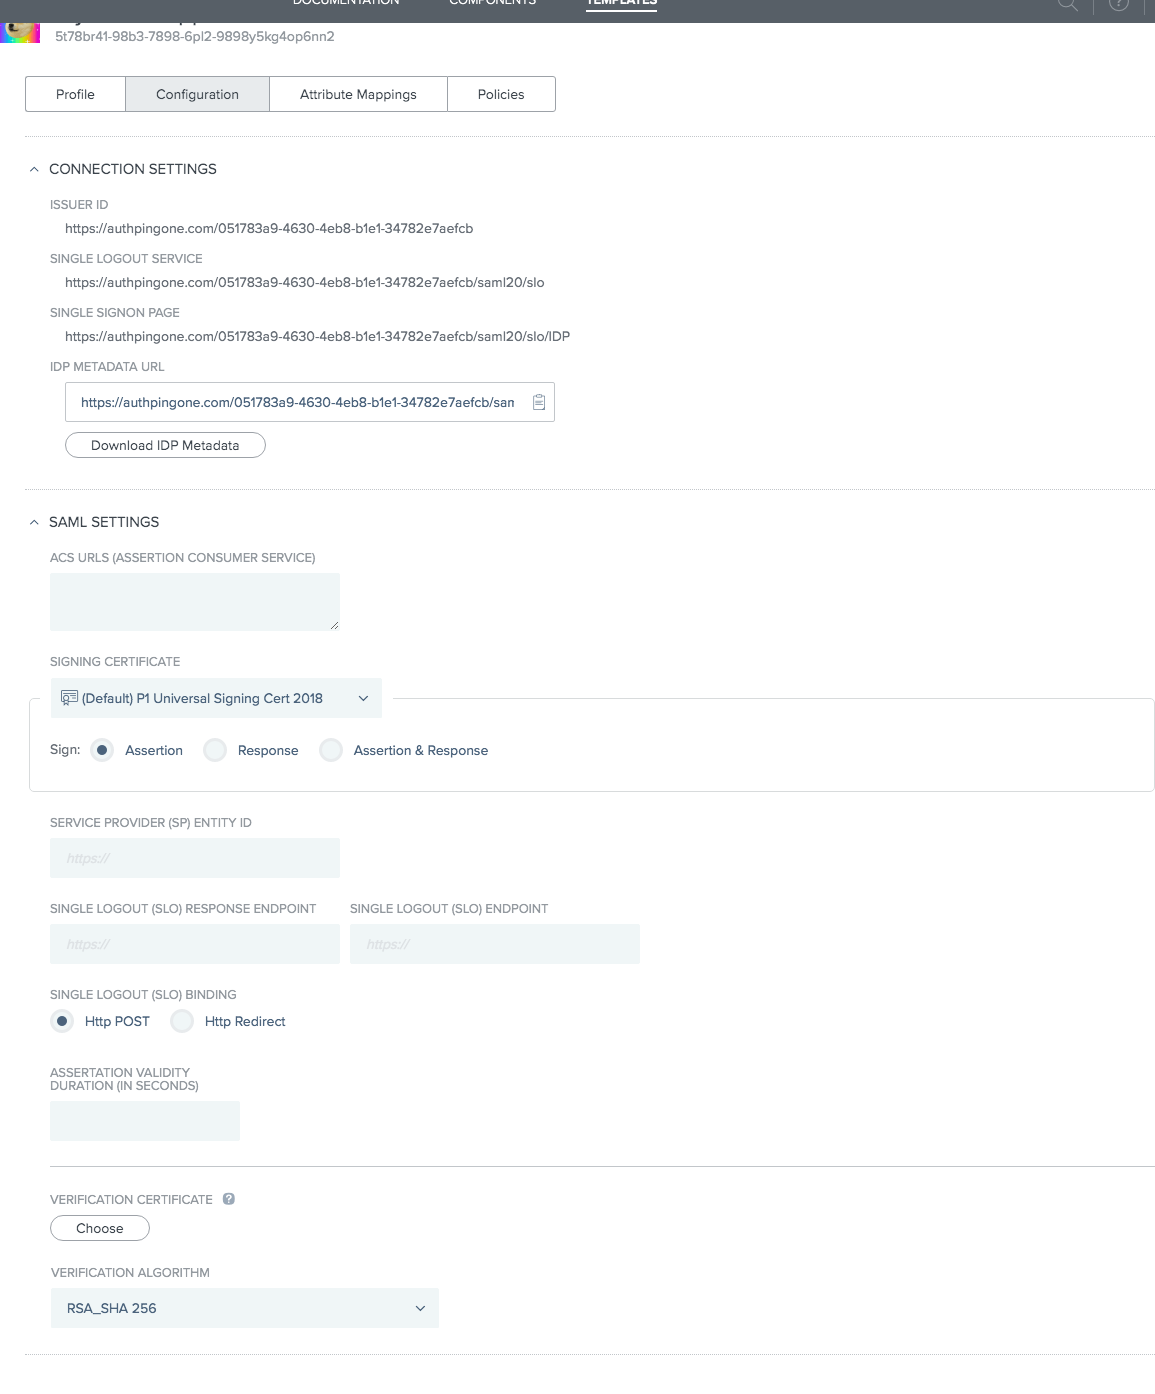 DOCUMENTATION COMPONENTS TEMPLATES
5t78br41-98b3-7898-6pl2-9898y5kg4op6nn2
Profile Configuration Attribute Mappings Policies
CONNECTION SETTINGS
ISSUER ID
https://authpingone.com/051783a9-4630-4eb8-b1e1-34782e7aefcb
SINGLE LOGOUT SERVICE
https://authpingone.com/051783a9-4630-4eb8-b1e1-34782e7aefcb/saml20/slo
SINGLE SIGNON PAGE
https://authpingone.com/051783a9-4630-4eb8-b1e1-34782e7aefcb/saml20/slo/IDP
IDP METADATA URL
https://authpingone.com/051783a9-4630-4eb8-b1e1-34782e7aefcb/sam
Download IDP Metadata
SAML SETTINGS
ACS URLS (ASSERTION CONSUMER SERVICE)
SIGNING CERTIFICATE
(Default) P1 Universal Signing Cert 2018
Sign: Assertion Response Assertion & Response
SERVICE PROVIDER (SP) ENTITY ID
https://
SINGLE LOGOUT (SLO) RESPONSE ENDPOINT SINGLE LOGOUT (SLO) ENDPOINT
https:// https://
SINGLE LOGOUT (SLO) BINDING
Http POST Http Redirect
ASSERTATION VALIDITY
DURATION (IN SECONDS)
VERIFICATION CERTIFICATE ?
Choose
VERIFICATION ALGORITHM
RSA_SHA 256